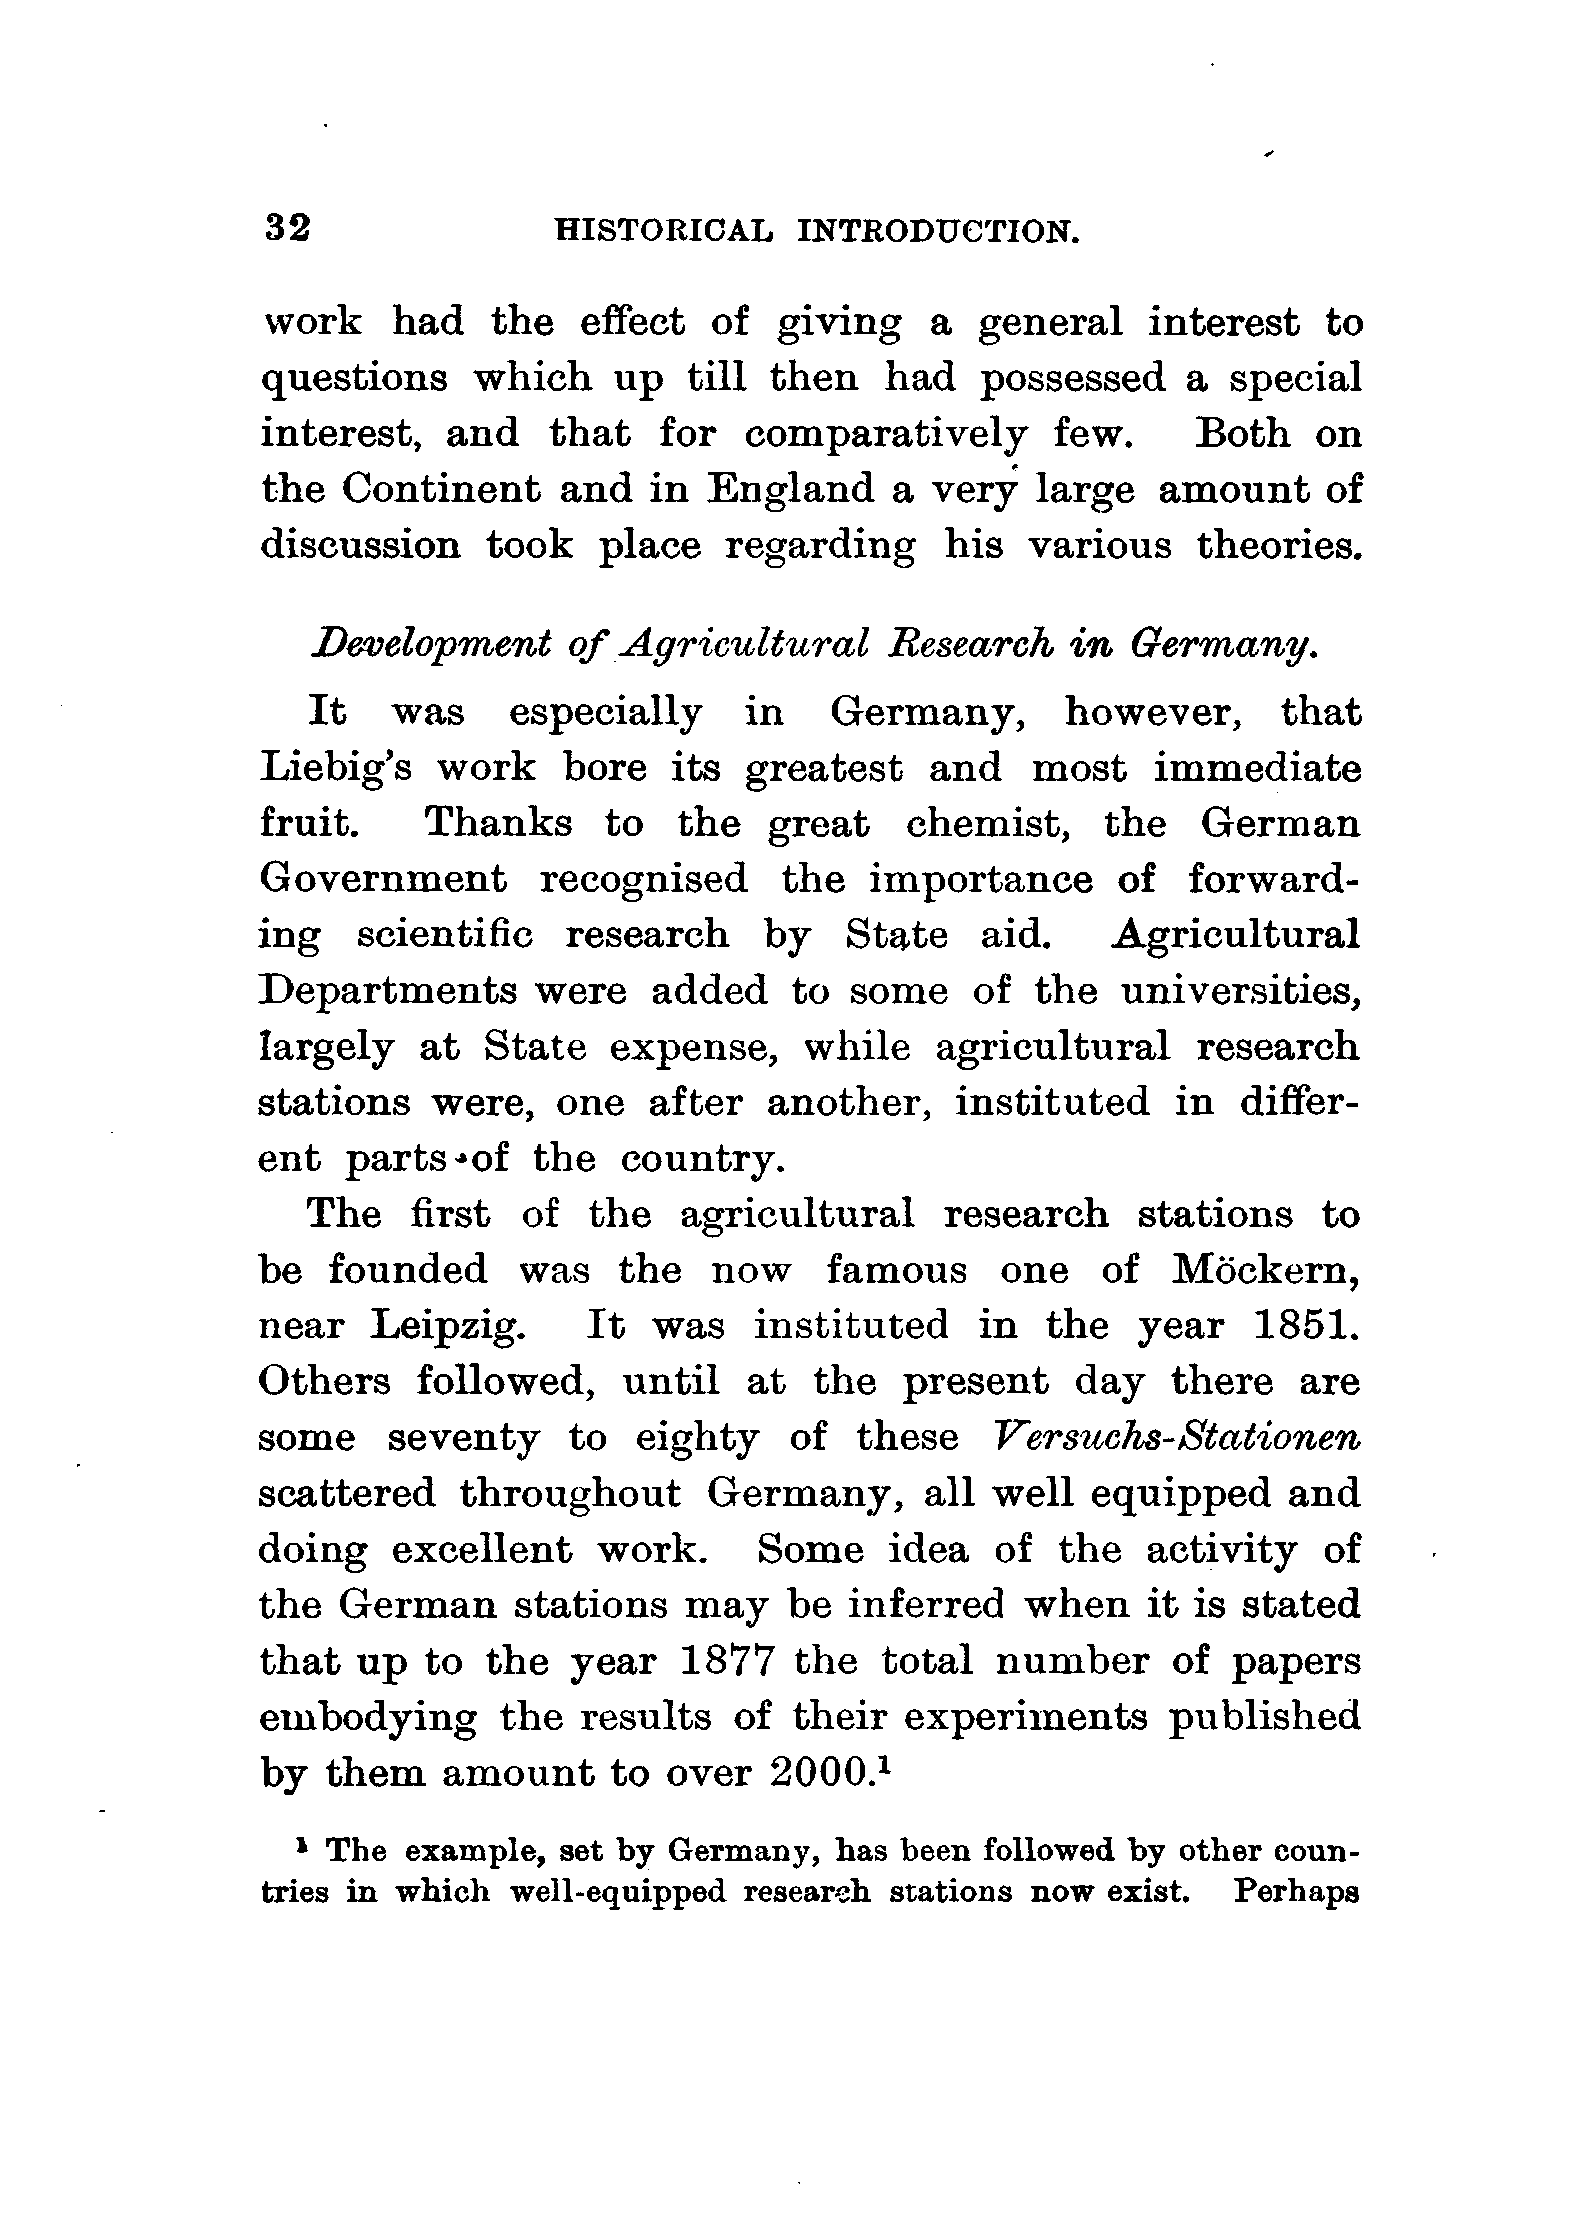 32 HISTORICAL INTRODUCTION.
work had the effect of giving a general interest to
questions which up till then had possessed a special
interest, and that for comparatively few. Both on
the Continent and in England a very large amount of
discussion took place regarding his various theories.
Development of Agricultural Research in Germany.
It was especially in Germany, however, that
Liebig's work bore its greatest and most immediate
fruit. Thanks to the great chemist, the German
Government recognised the importance of forward-
ing scientific research by State aid. Agricultural
Departments were added to some of the universities,
largely at State expense, while agricultural research
stations were, one after another, instituted in differ-
ent parts of the country.
The first of the agricultural research stations to
be founded was the now famous one of Möckern,
near Leipzig. It was instituted in the year 1851.
Others followed, until at the present day there are
some seventy to eighty of these Versuchs-Stationen
scattered throughout Germany, all well equipped and
doing excellent work. Some idea of the activity of
the German stations may be inferred when it is stated
that up to the year 1877 the total number of papers
embodying the results of their experiments published
by them amount to over 2000.¹
¹ The example, set by Germany, has been followed by other coun-
tries in which well-equipped research stations now exist. Perhaps